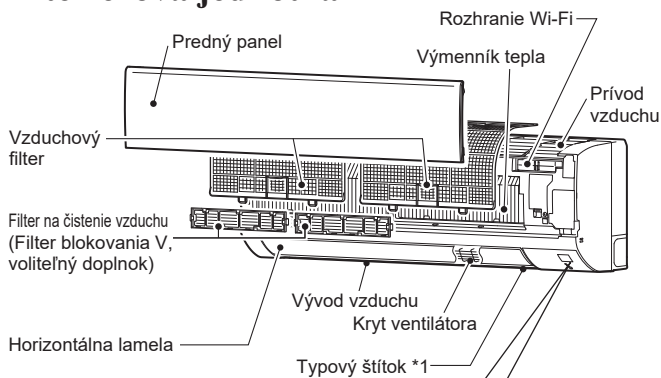 Predný panel
Rozhranie Wi-Fi
Výmenník tepla
Prívod
vzduchu
Vzduchový
filter
Filter na čistenie vzduchu
(Filter blokovania V,
voliteľný doplnok)
Vývod vzduchu
Kryt ventilátora
Horizontálna lamela
Typový štítok *1